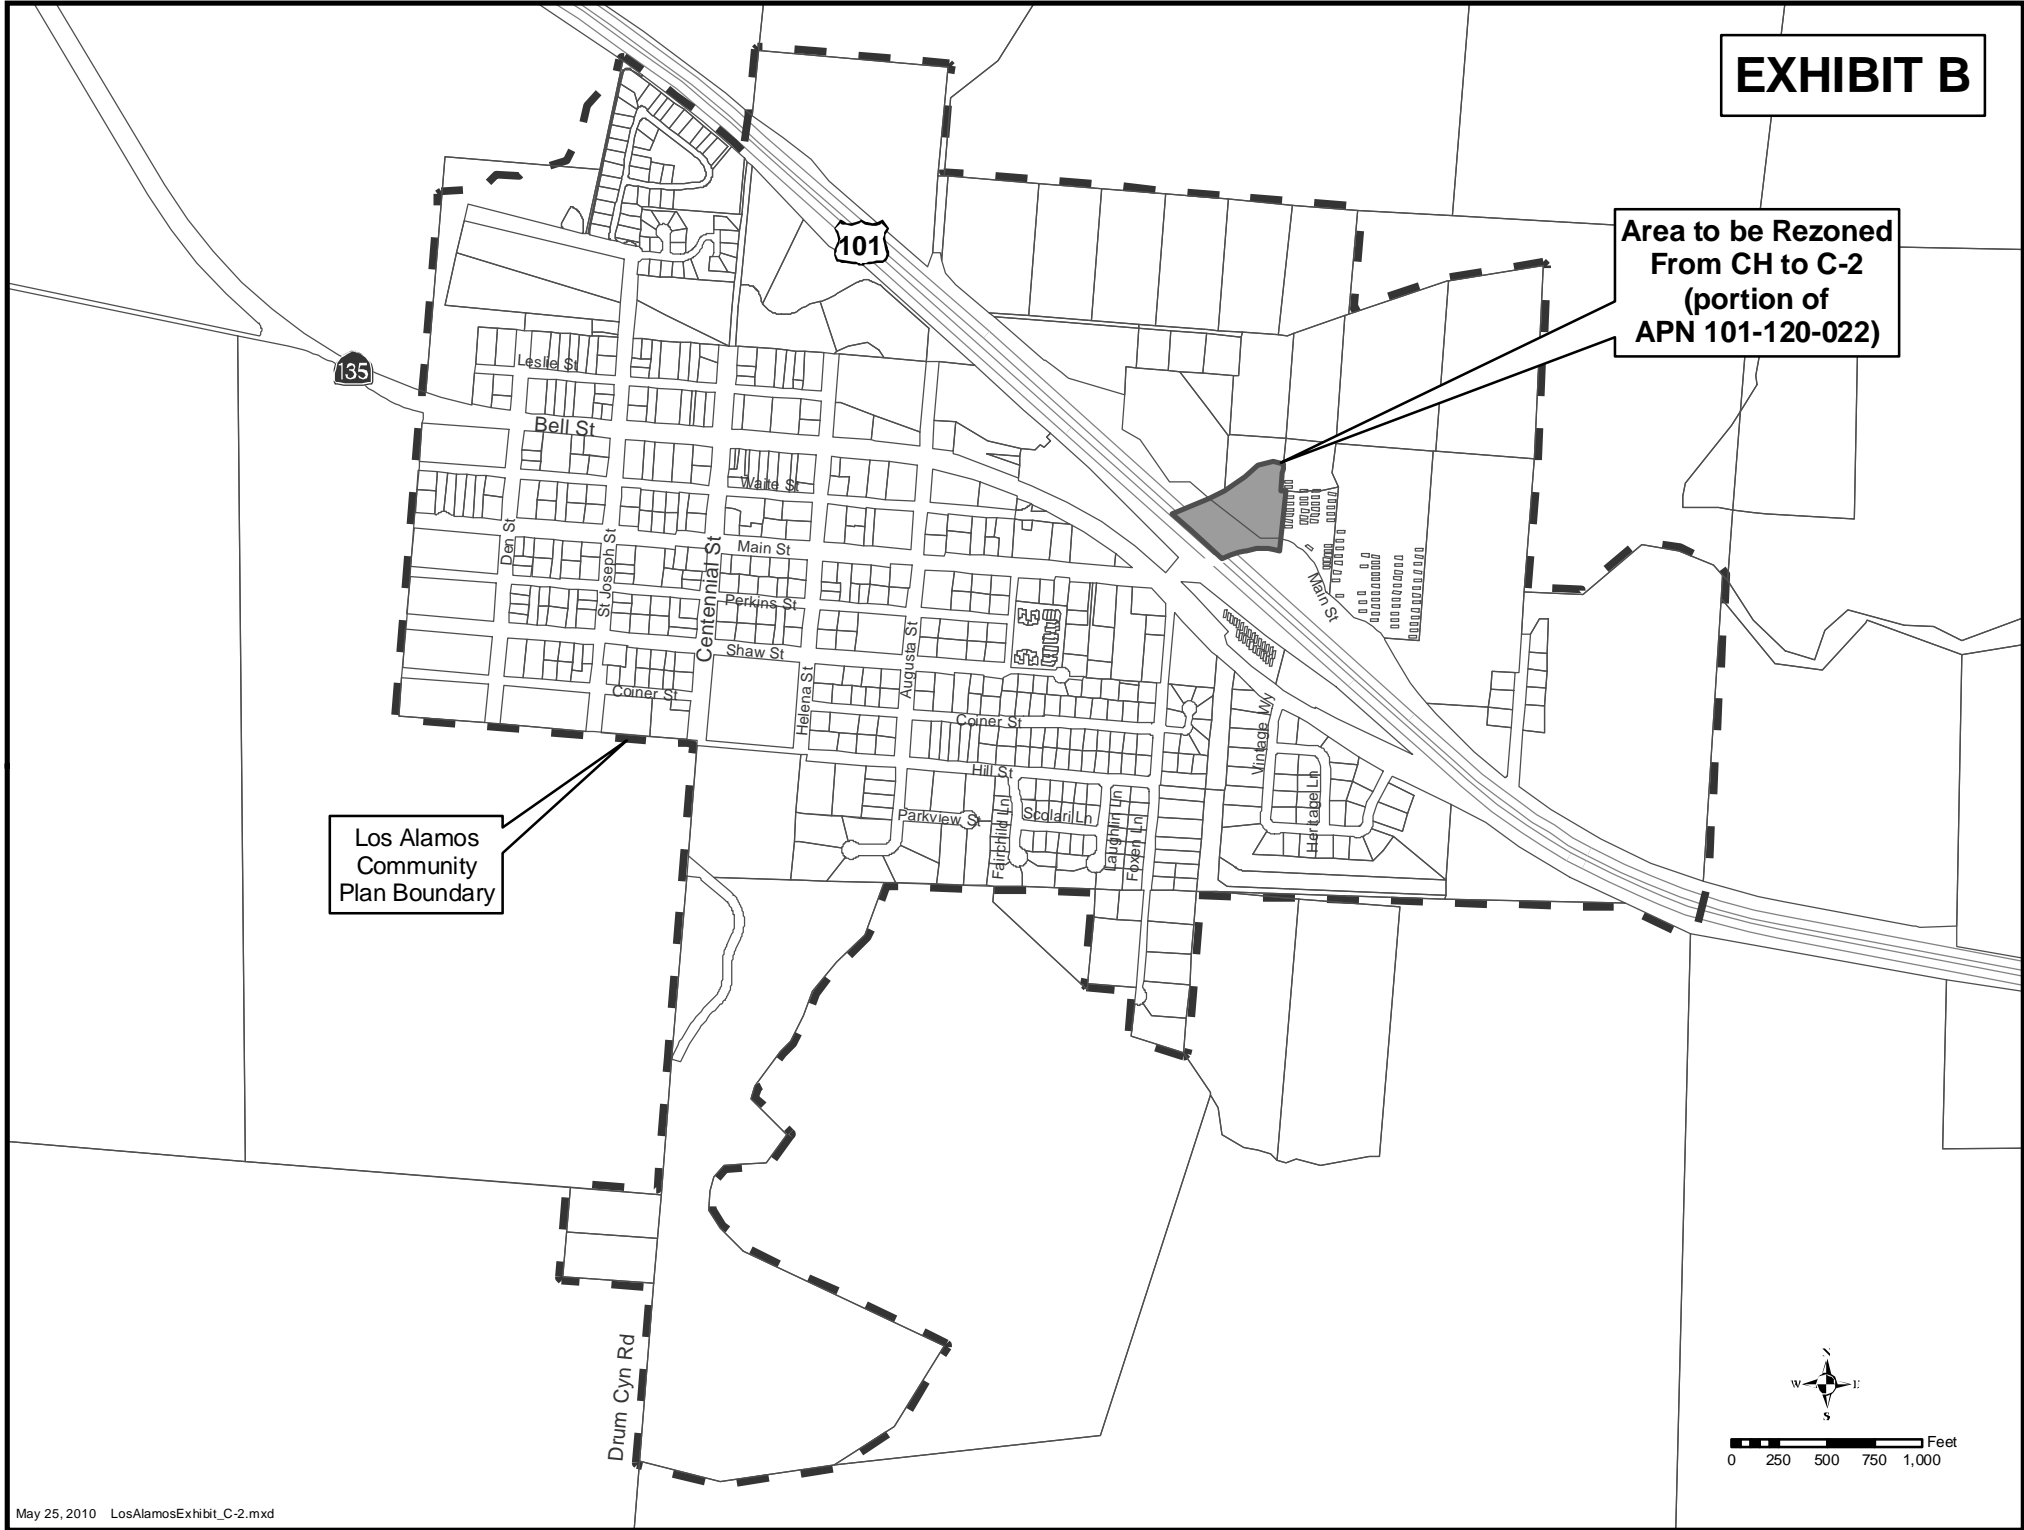 EXHIBIT B
101
Area to be Rezoned
From CH to C-2
(portion of
APN 101-120-022)
135
Leslie St
Bell St
Waite St
Den St
St Joseph St
Centennial St
Main St
Main St
Perkins St
Shaw St
Helena St
Augusta St
Coiner St
Coiner St
Vintage Wy
Hill St
Heritage Ln
Parkview St
Fairchild Ln
Scolari Ln
Laughlin Ln
Foxen Ln
Los Alamos
Community
Plan Boundary
Drum Cyn Rd
N
W
E
S
Feet
0 250 500 750 1,000
May 25, 2010 LosAlamosExhibit_C-2.mxd